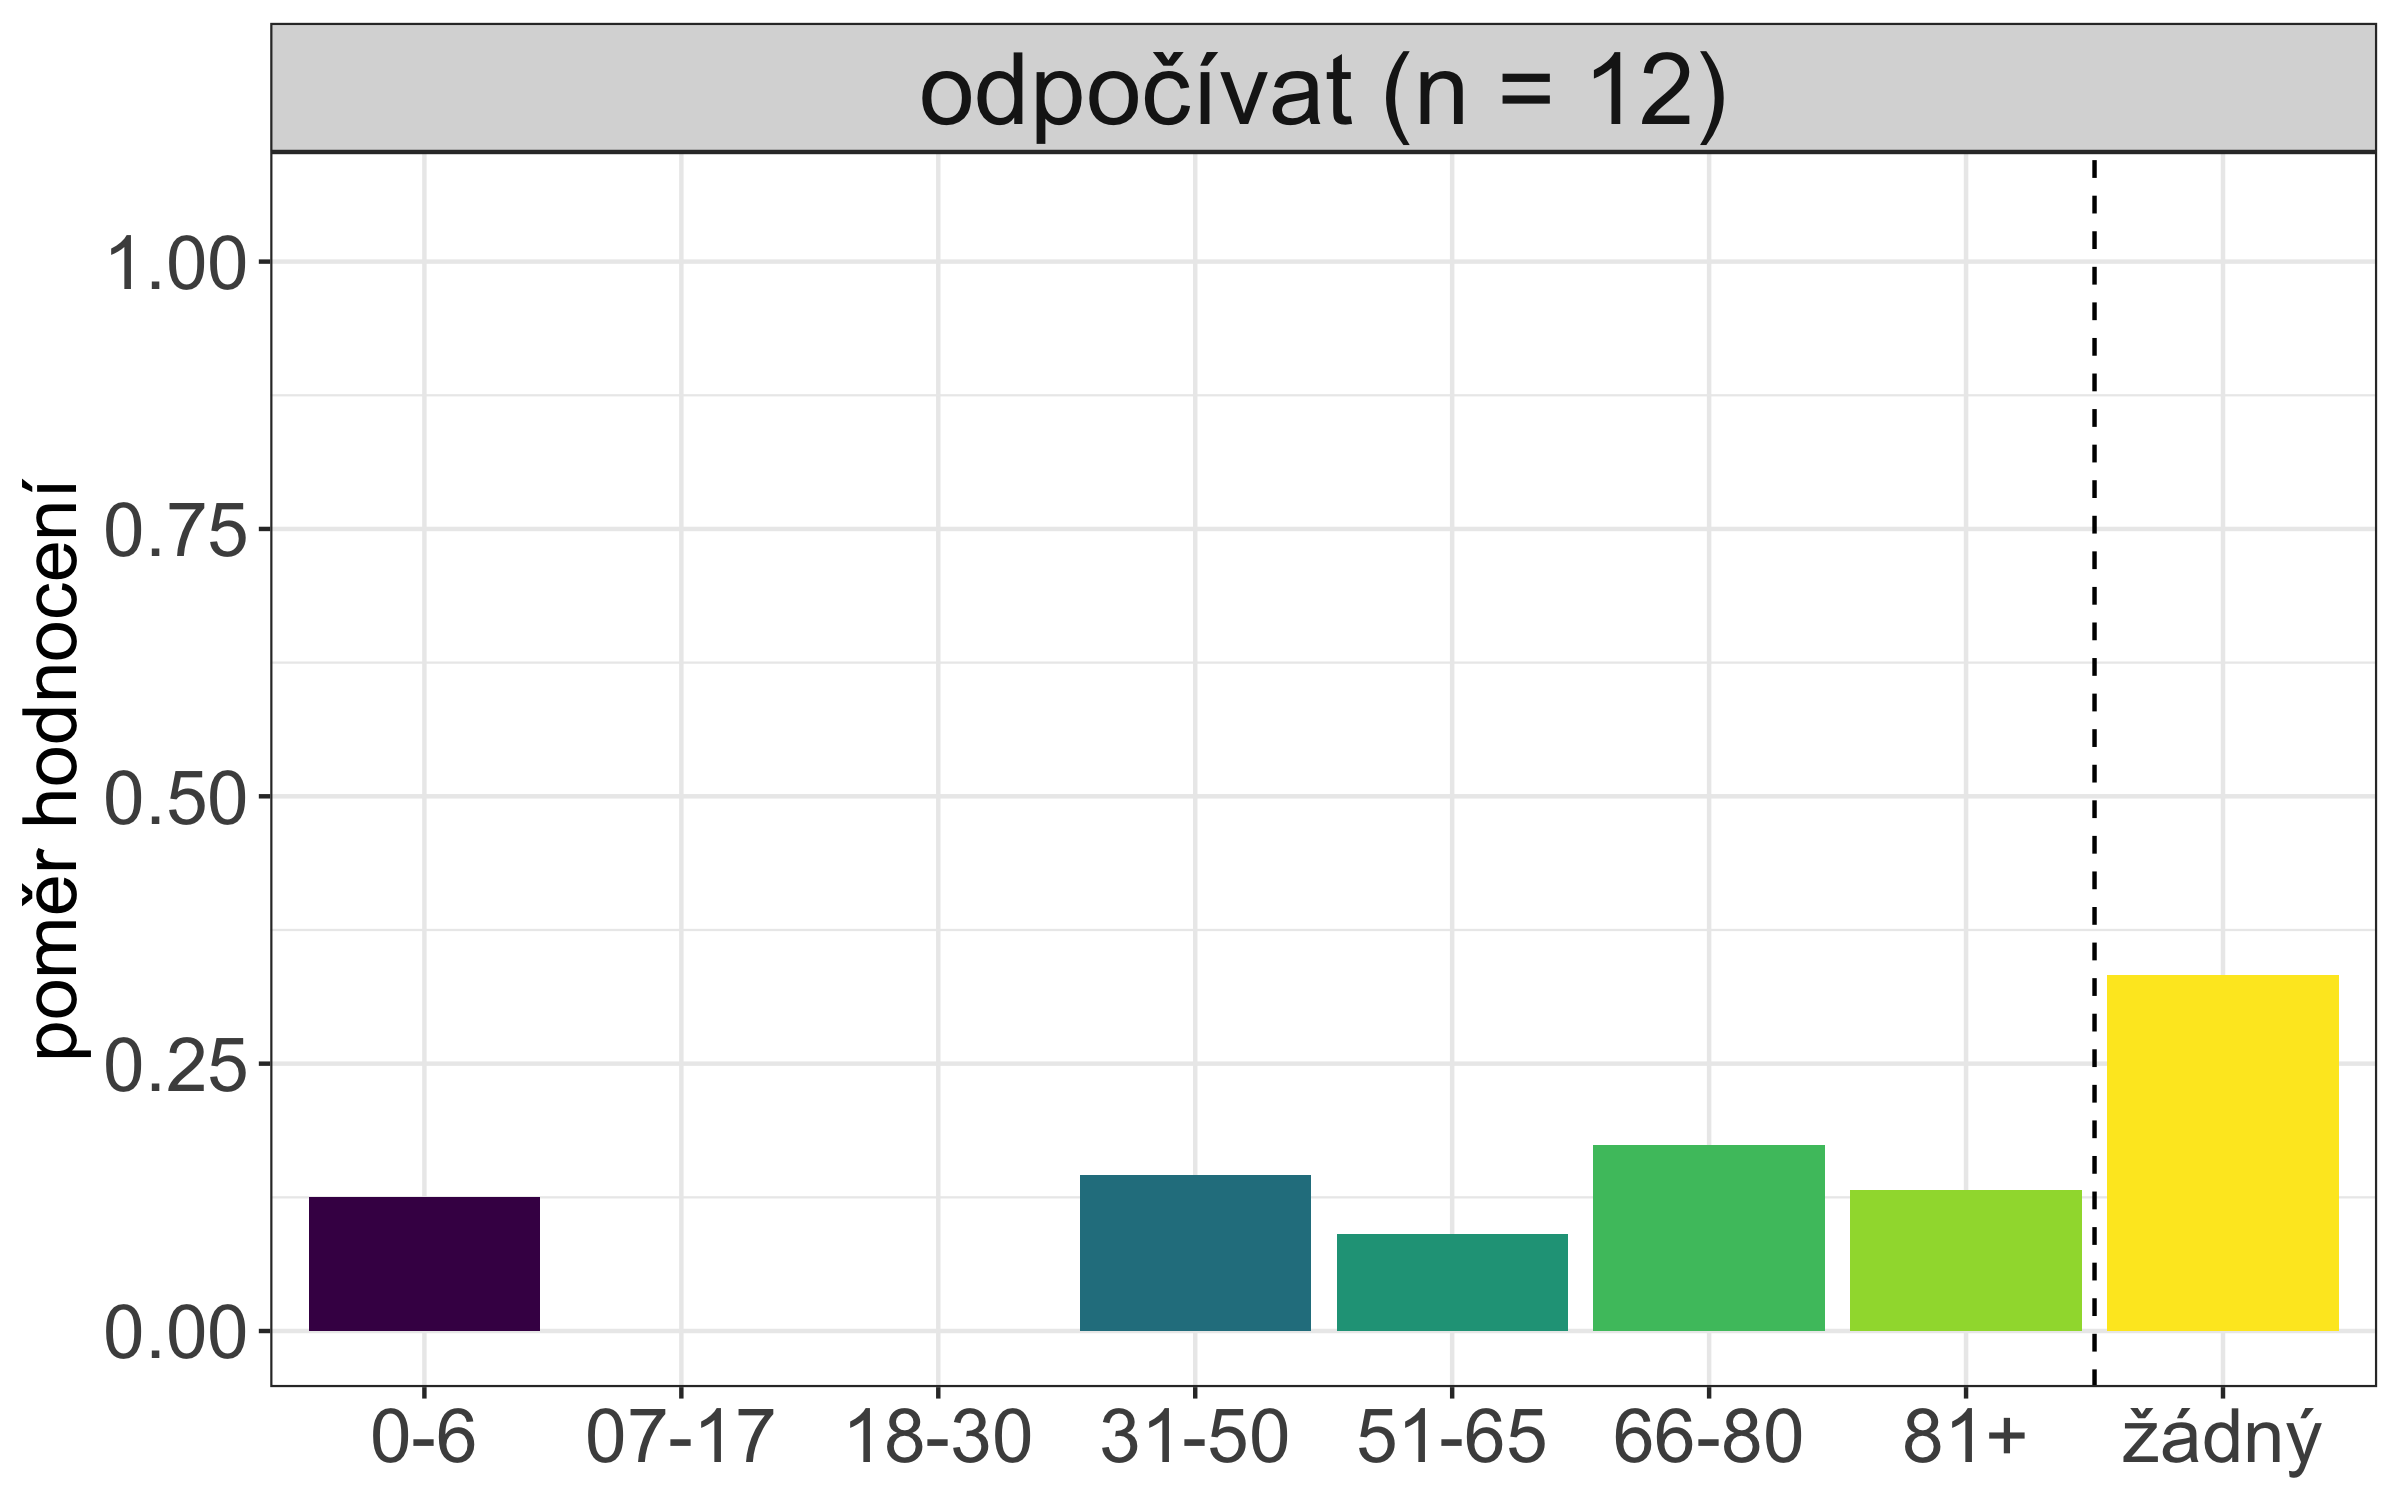 odpočívat (n = 12)
poměr hodnocení
1.00
0.75
0.50
0.25
0.00
0-6 07-17 18-30 31-50 51-65 66-80 81+ žádný